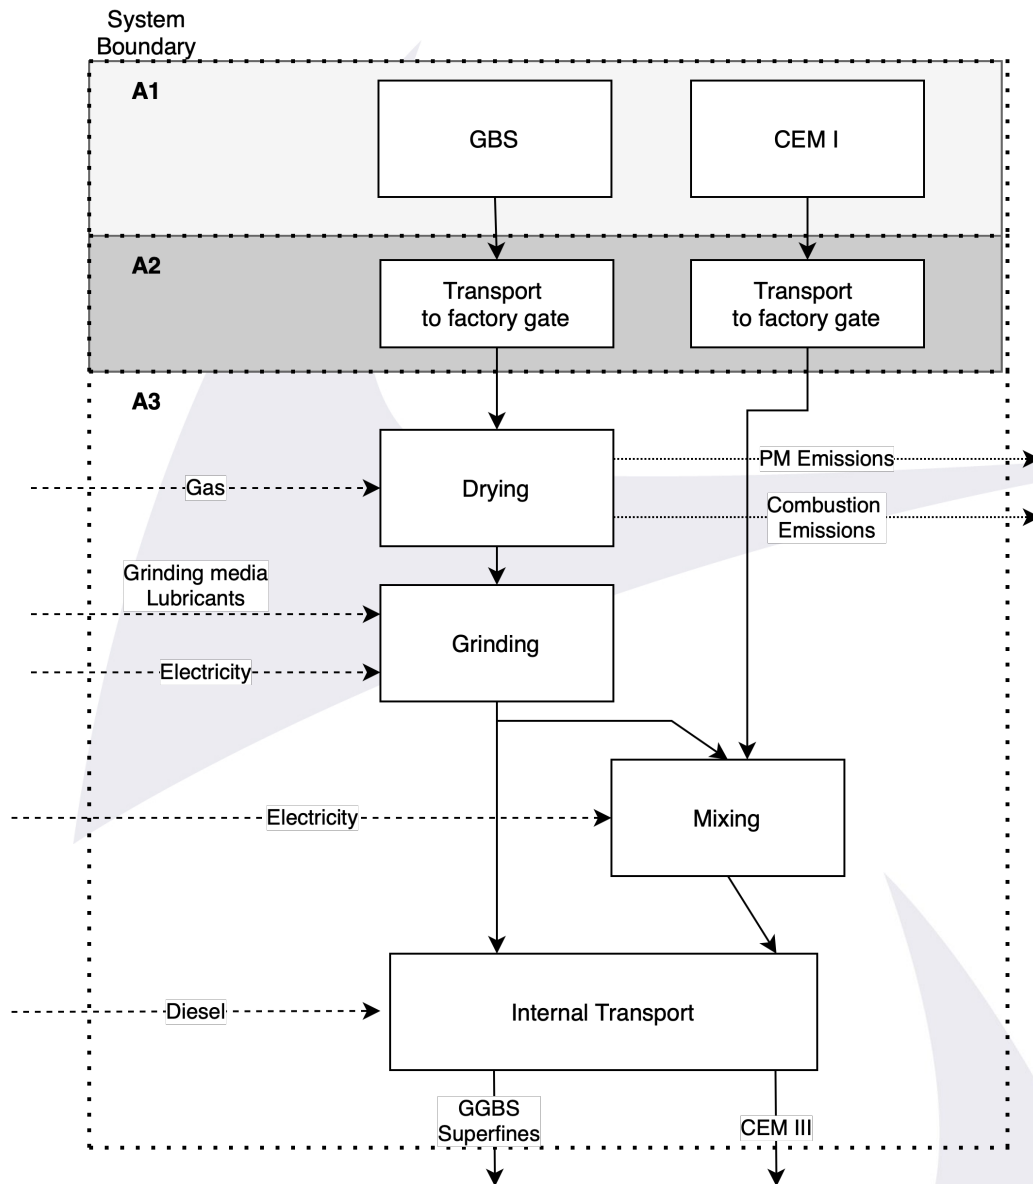 System
Boundary
A1
GBS
CEM I
A2
Transport
to factory gate
Transport
to factory gate
A3
PM Emissions
Gas
Drying
Combustion
Emissions
Grinding media
Lubricants
Grinding
Electricity
Electricity
Mixing
Diesel
Internal Transport
GGBS
Superfines
CEM III